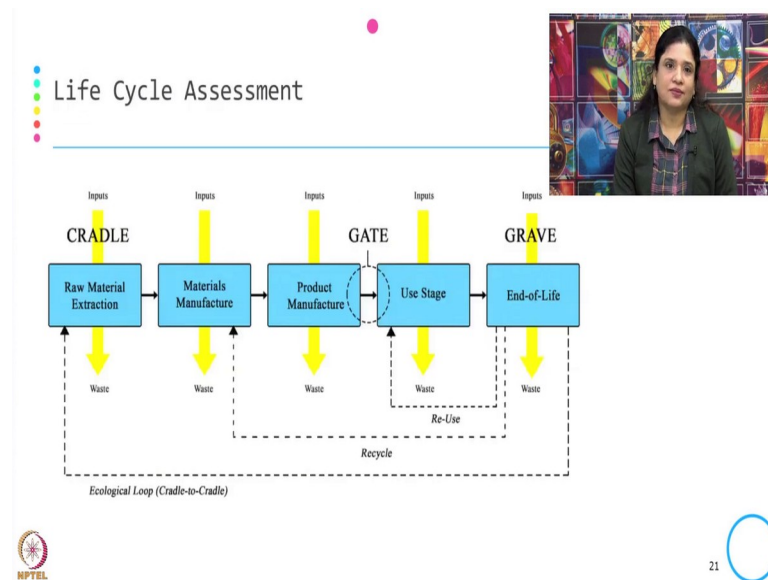 Life Cycle Assessment
Inputs Inputs Inputs Inputs Inputs
CRADLE GATE GRAVE
Raw Material
Extraction
Materials
Manufacture
Product
Manufacture
Use Stage
End-of-Life
Waste Waste Waste Waste Waste
Re-Use
Recycle
Ecological Loop (Cradle-to-Cradle)
NPTEL
21